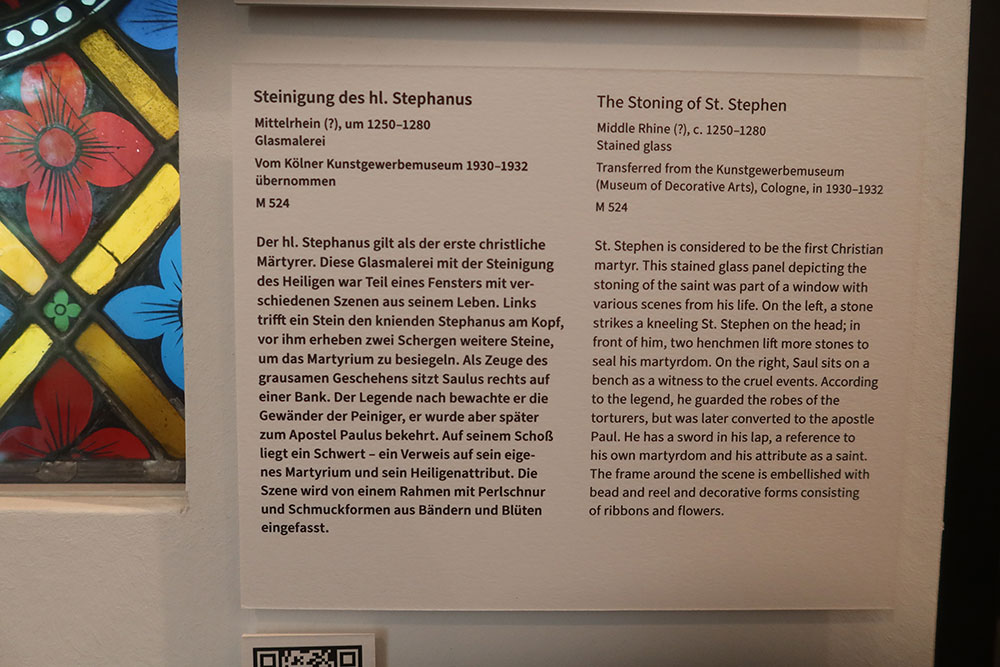 Steinigung des hl. Stephanus
Mittelrhein (?), um 1250–1280
Glasmalerei
Vom Kölner Kunstgewerbemuseum 1930–1932
übernommen
M 524
Der hl. Stephanus gilt als der erste christliche
Märtyrer. Diese Glasmalerei mit der Steinigung
des Heiligen war Teil eines Fensters mit ver-
schiedenen Szenen aus seinem Leben. Links
trifft ein Stein den knienden Stephanus am Kopf,
vor ihm erheben zwei Schergen weitere Steine,
um das Martyrium zu besiegeln. Als Zeuge des
grausamen Geschehens sitzt Saulus rechts auf
einer Bank. Der Legende nach bewachte er die
Gewänder der Peiniger, er wurde aber später
zum Apostel Paulus bekehrt. Auf seinem Schoß
liegt ein Schwert – ein Verweis auf sein eige-
nes Martyrium und sein Heiligenattribut. Die
Szene wird von einem Rahmen mit Perlschnur
und Schmuckformen aus Bändern und Blüten
eingefasst.
The Stoning of St. Stephen
Middle Rhine (?), c. 1250–1280
Stained glass
Transferred from the Kunstgewerbemuseum
(Museum of Decorative Arts), Cologne, in 1930–1932
M 524
St. Stephen is considered to be the first Christian
martyr. This stained glass panel depicting the
stoning of the saint was part of a window with
various scenes from his life. On the left, a stone
strikes a kneeling St. Stephen on the head; in
front of him, two henchmen lift more stones to
seal his martyrdom. On the right, Saul sits on a
bench as a witness to the cruel events. According
to the legend, he guarded the robes of the
torturers, but was later converted to the apostle
Paul. He has a sword in his lap, a reference to
his own martyrdom and his attribute as a saint.
The frame around the scene is embellished with
bead and reel and decorative forms consisting
of ribbons and flowers.